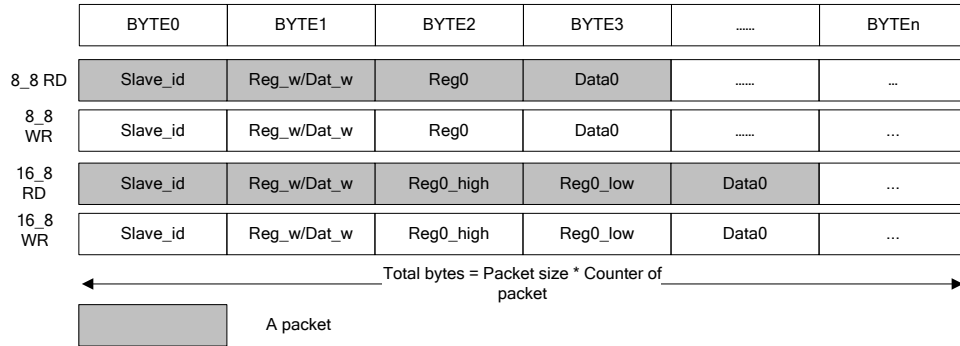 BYTE0 BYTE1 BYTE2 BYTE3 ...... BYTEn
8_8 RD Slave_id Reg_w/Dat_w Reg0 Data0 ...... ...
8_8
WR Slave_id Reg_w/Dat_w Reg0 Data0 ...... ...
16_8
RD Slave_id Reg_w/Dat_w Reg0_high Reg0_low Data0 ...
16_8
WR Slave_id Reg_w/Dat_w Reg0_high Reg0_low Data0 ...
Total bytes = Packet size * Counter of
packet
A packet